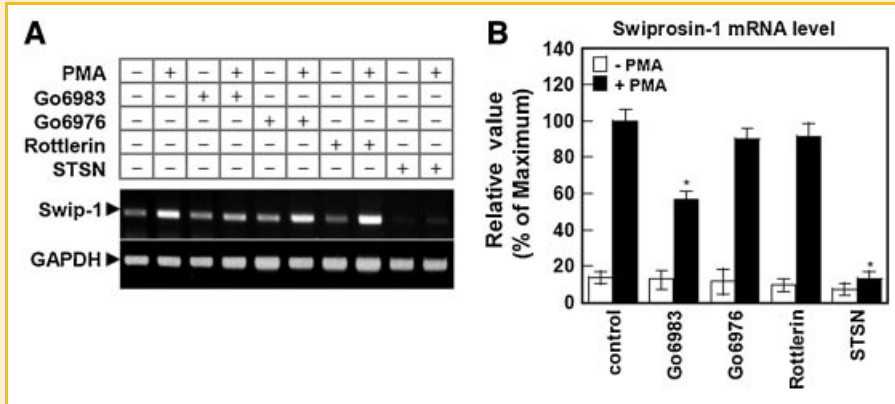 A
PMA − + − + − + − + − +
Go6983 − − + + − − − − − −
Go6976 − − − − + + − − − −
Rottlerin − − − − − − + + − −
STSN − − − − − − − − + +
Swip-1
GAPDH
B
Swiprosin-1 mRNA level
Relative value
(% of Maximum)
140
120
100
80
60
40
20
0
- PMA
+ PMA
*
*
control
Go6983
Go6976
Rottlerin
STSN